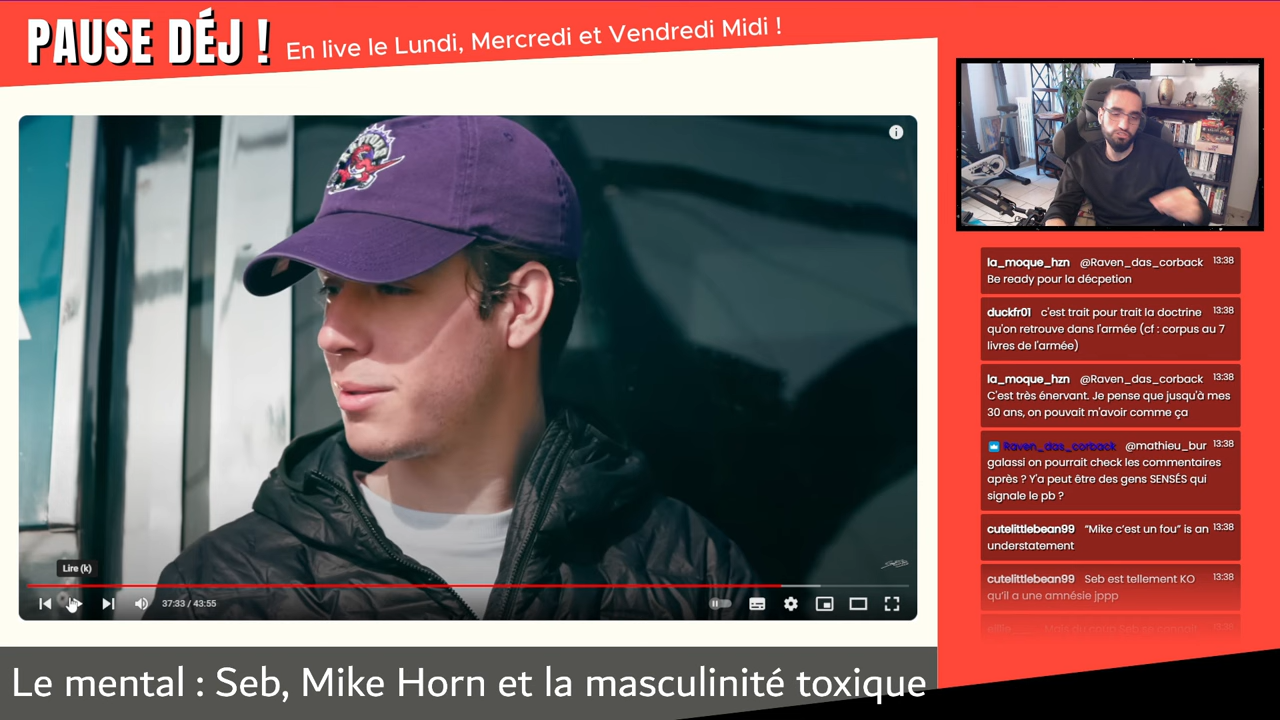 PAUSE DÉJ !
En live le Lundi, Mercredi et Vendredi Midi !
RAPTORS
Lire (k)
37:33 / 43:55
la_moque_hzn @Raven_das_corback 13:38
Be ready pour la décpetion
duckfr01 c'est trait pour trait la doctrine 13:38
qu'on retrouve dans l'armée (cf : corpus au 7
livres de l'armée)
la_moque_hzn @Raven_das_corback 13:38
C'est très énervant. Je pense que jusqu'à mes
30 ans, on pouvait m'avoir comme ça
Raven_das_corback @mathieu_bur 13:38
galassi on pourrait check les commentaires
après ? Y'a peut être des gens SENSÉS qui
signale le pb ?
cutelittlebean99 “Mike c’est un fou” is an 13:38
understatement
cutelittlebean99 Seb est tellement KO 13:38
qu’il a une amnésie jppp
Le mental : Seb, Mike Horn et la masculinité toxique